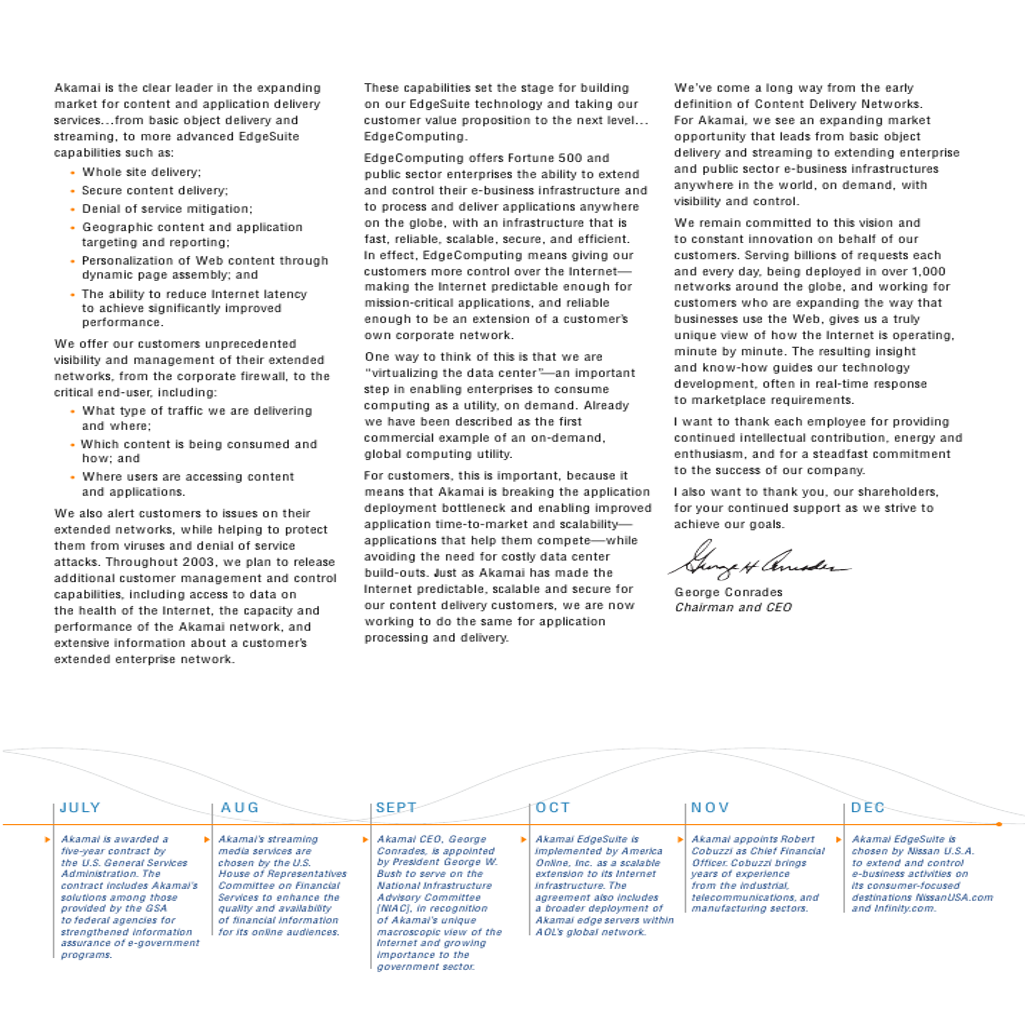 Akamai is the clear leader in the expanding
market for content and application delivery
services...from basic object delivery and
streaming, to more advanced EdgeSuite
capabilities such as:
• Whole site delivery;
• Secure content delivery;
• Denial of service mitigation;
• Geographic content and application
targeting and reporting;
• Personalization of Web content through
dynamic page assembly; and
• The ability to reduce Internet latency
to achieve significantly improved
performance.
We offer our customers unprecedented
visibility and management of their extended
networks, from the corporate firewall, to the
critical end-user, including:
• What type of traffic we are delivering
and where;
• Which content is being consumed and
how; and
• Where users are accessing content
and applications.
We also alert customers to issues on their
extended networks, while helping to protect
them from viruses and denial of service
attacks. Throughout 2003, we plan to release
additional customer management and control
capabilities, including access to data on
the health of the Internet, the capacity and
performance of the Akamai network, and
extensive information about a customer's
extended enterprise network.
These capabilities set the stage for building
on our EdgeSuite technology and taking our
customer value proposition to the next level...
EdgeComputing.
EdgeComputing offers Fortune 500 and
public sector enterprises the ability to extend
and control their e-business infrastructure and
to process and deliver applications anywhere
on the globe, with an infrastructure that is
fast, reliable, scalable, secure, and efficient.
In effect, EdgeComputing means giving our
customers more control over the Internet—
making the Internet predictable enough for
mission-critical applications, and reliable
enough to be an extension of a customer's
own corporate network.
One way to think of this is that we are
"virtualizing the data center"—an important
step in enabling enterprises to consume
computing as a utility, on demand. Already
we have been described as the first
commercial example of an on-demand,
global computing utility.
For customers, this is important, because it
means that Akamai is breaking the application
deployment bottleneck and enabling improved
application time-to-market and scalability—
applications that help them compete—while
avoiding the need for costly data center
build-outs. Just as Akamai has made the
Internet predictable, scalable and secure for
our content delivery customers, we are now
working to do the same for application
processing and delivery.
We've come a long way from the early
definition of Content Delivery Networks.
For Akamai, we see an expanding market
opportunity that leads from basic object
delivery and streaming to extending enterprise
and public sector e-business infrastructures
anywhere in the world, on demand, with
visibility and control.
We remain committed to this vision and
to constant innovation on behalf of our
customers. Serving billions of requests each
and every day, being deployed in over 1,000
networks around the globe, and working for
customers who are expanding the way that
businesses use the Web, gives us a truly
unique view of how the Internet is operating,
minute by minute. The resulting insight
and know-how guides our technology
development, often in real-time response
to marketplace requirements.
I want to thank each employee for providing
continued intellectual contribution, energy and
enthusiasm, and for a steadfast commitment
to the success of our company.
I also want to thank you, our shareholders,
for your continued support as we strive to
achieve our goals.
George H Conrades
George Conrades
Chairman and CEO
JULY
Akamai is awarded a
five-year contract by
the U.S. General Services
Administration. The
contract includes Akamai's
solutions among those
provided by the GSA
to federal agencies for
strengthened information
assurance of e-government
programs.
AUG
Akamai's streaming
media services are
chosen by the U.S.
House of Representatives
Committee on Financial
Services to enhance the
quality and availability
of financial information
for its online audiences.
SEPT
Akamai CEO, George
Conrades, is appointed
by President George W.
Bush to serve on the
National Infrastructure
Advisory Committee
[NIAC], in recognition
of Akamai's unique
macroscopic view of the
Internet and growing
importance to the
government sector.
OCT
Akamai EdgeSuite is
implemented by America
Online, Inc. as a scalable
extension to its Internet
infrastructure. The
agreement also includes
a broader deployment of
Akamai edge servers within
AOL's global network.
NOV
Akamai appoints Robert
Cobuzzi as Chief Financial
Officer. Cobuzzi brings
years of experience
from the industrial,
telecommunications, and
manufacturing sectors.
DEC
Akamai EdgeSuite is
chosen by Nissan U.S.A.
to extend and control
e-business activities on
its consumer-focused
destinations NissanUSA.com
and Infinity.com.